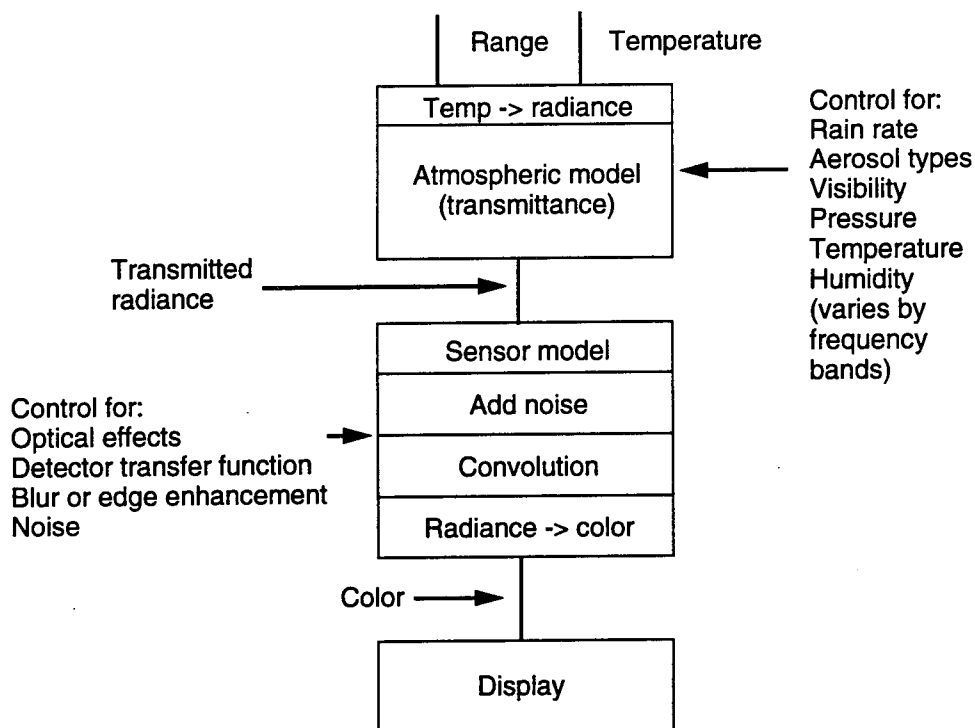 Range
Temperature
Temp -> radiance
Atmospheric model
(transmittance)
Control for:
Rain rate
Aerosol types
Visibility
Pressure
Temperature
Humidity
(varies by
frequency
bands)
Transmitted
radiance
Sensor model
Add noise
Convolution
Radiance -> color
Control for:
Optical effects
Detector transfer function
Blur or edge enhancement
Noise
Color
Display